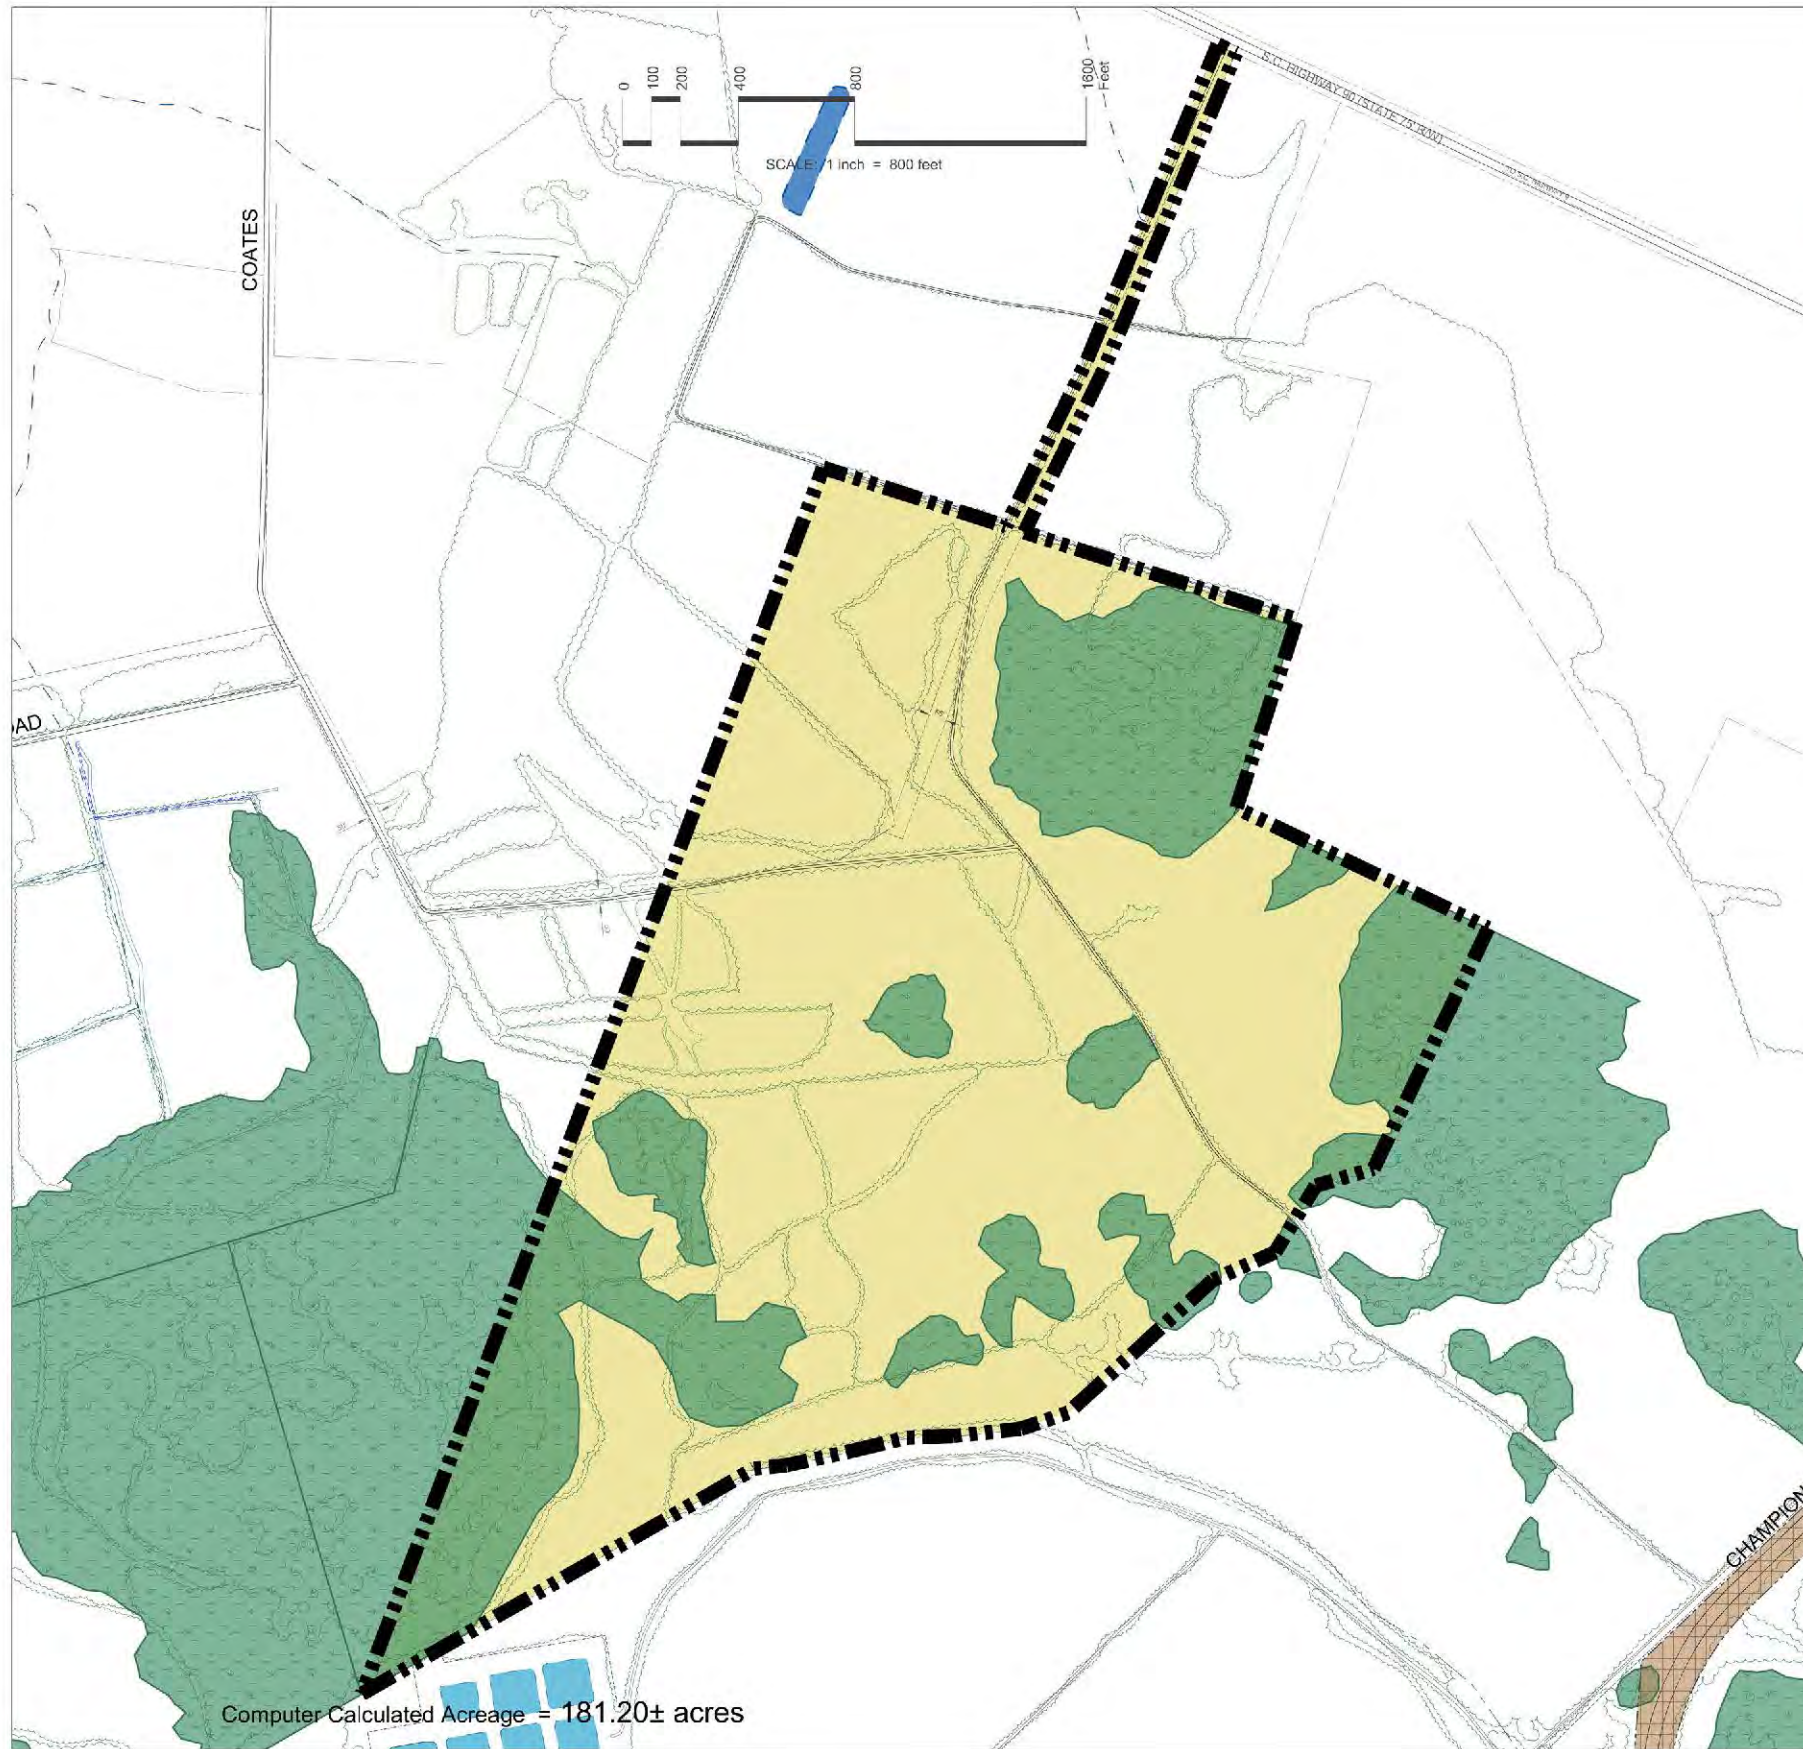 0 100 200 400 800 1600
Feet
SCALE: 1 inch = 800 feet
S.C. HIGHWAY 90 (STATE 75' R/W)
COATES
OAD
CHAMPION
Computer Calculated Acreage = 181.20± acres